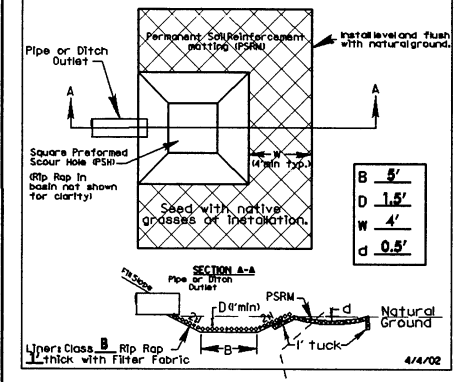 Permanent Soil Reinforcement
matting (PSRM)
Install level and flush
with natural ground.
Pipe or Ditch
Outlet
A
A
Square Preformed
Scour Hole (PSH)
(Rip Rap in
basin not shown
for clarity)
W
(4'min typ.)
Seed with native
grasses at installation.
B 5'
D 1.5'
W 4'
d 0.5'
SECTION A-A
Fill Slope
Pipe or Ditch
Outlet
2:1
D (1'min)
2:1
PSRM
d
Natural
Ground
B
1' tuck
Liner: Class B Rip Rap
1' thick with Filter Fabric
4/4/02